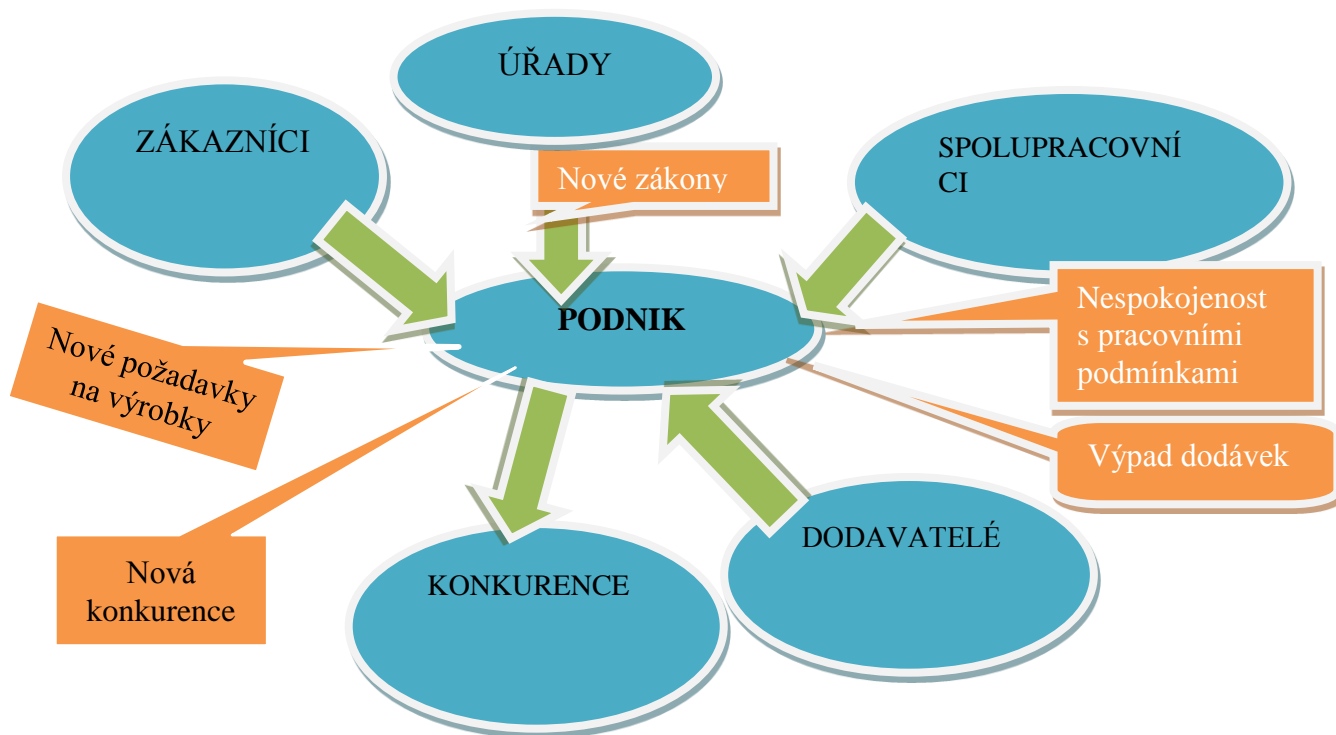 ÚŘADY
ZÁKAZNÍCI
SPOLUPRACOVNÍ
CI
Nové zákony
PODNIK
Nespokojenost
s pracovními
podmínkami
Nové požadavky
na výrobky
Výpad dodávek
DODAVATELÉ
KONKURENCE
Nová
konkurence